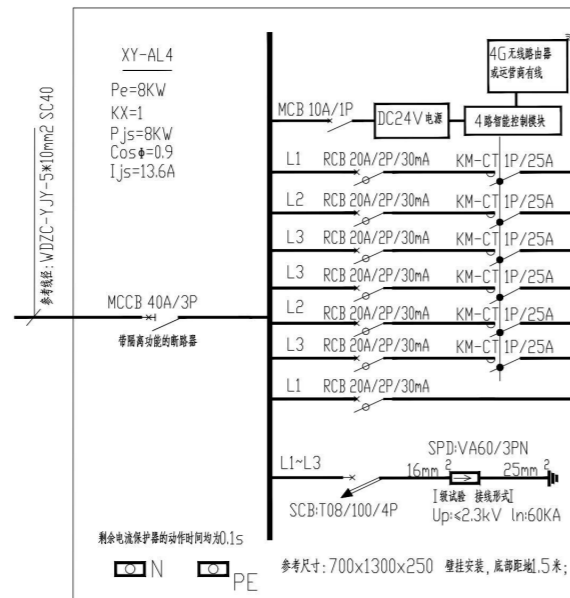 XY-AL4
Pe=8KW
KX=1
Pjs=8KW
CosΦ=0.9
Ijs=13.6A
参考线径: WDZC-YJY-5*10mm2 SC40
MCCB 40A/3P
带隔离功能的断路器
4G无线路由器
或运营商有线
MCB 10A/1P
DC24V电源
4路智能控制模块
L1 RCB 20A/2P/30mA KM-CT 1P/25A
L2 RCB 20A/2P/30mA KM-CT 1P/25A
L3 RCB 20A/2P/30mA KM-CT 1P/25A
L3 RCB 20A/2P/30mA KM-CT 1P/25A
L2 RCB 20A/2P/30mA KM-CT 1P/25A
L3 RCB 20A/2P/30mA KM-CT 1P/25A
L1 RCB 20A/2P/30mA
SPD:VA60/3PN
L1~L3 16mm² 25mm²
SCB:T08/100/4P
I级试验 接线形式I
Up:≤2.3kV In:60KA
剩余电流保护器的动作时间均为0.1s
N
PE
参考尺寸: 700x1300x250 壁挂安装, 底部距地1.5米;